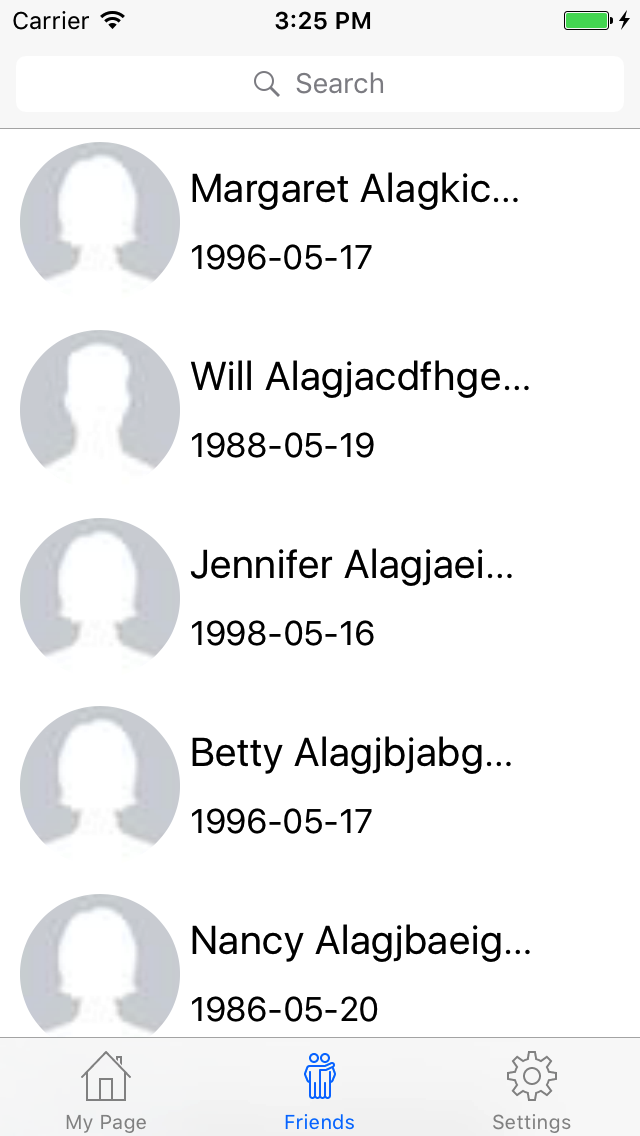 Carrier 3:25 PM
Search
Margaret Alagkic...
1996-05-17
Will Alagjacdfhge...
1988-05-19
Jennifer Alagjaei...
1998-05-16
Betty Alagjbjabg...
1996-05-17
Nancy Alagjbaeig...
1986-05-20
My Page Friends Settings